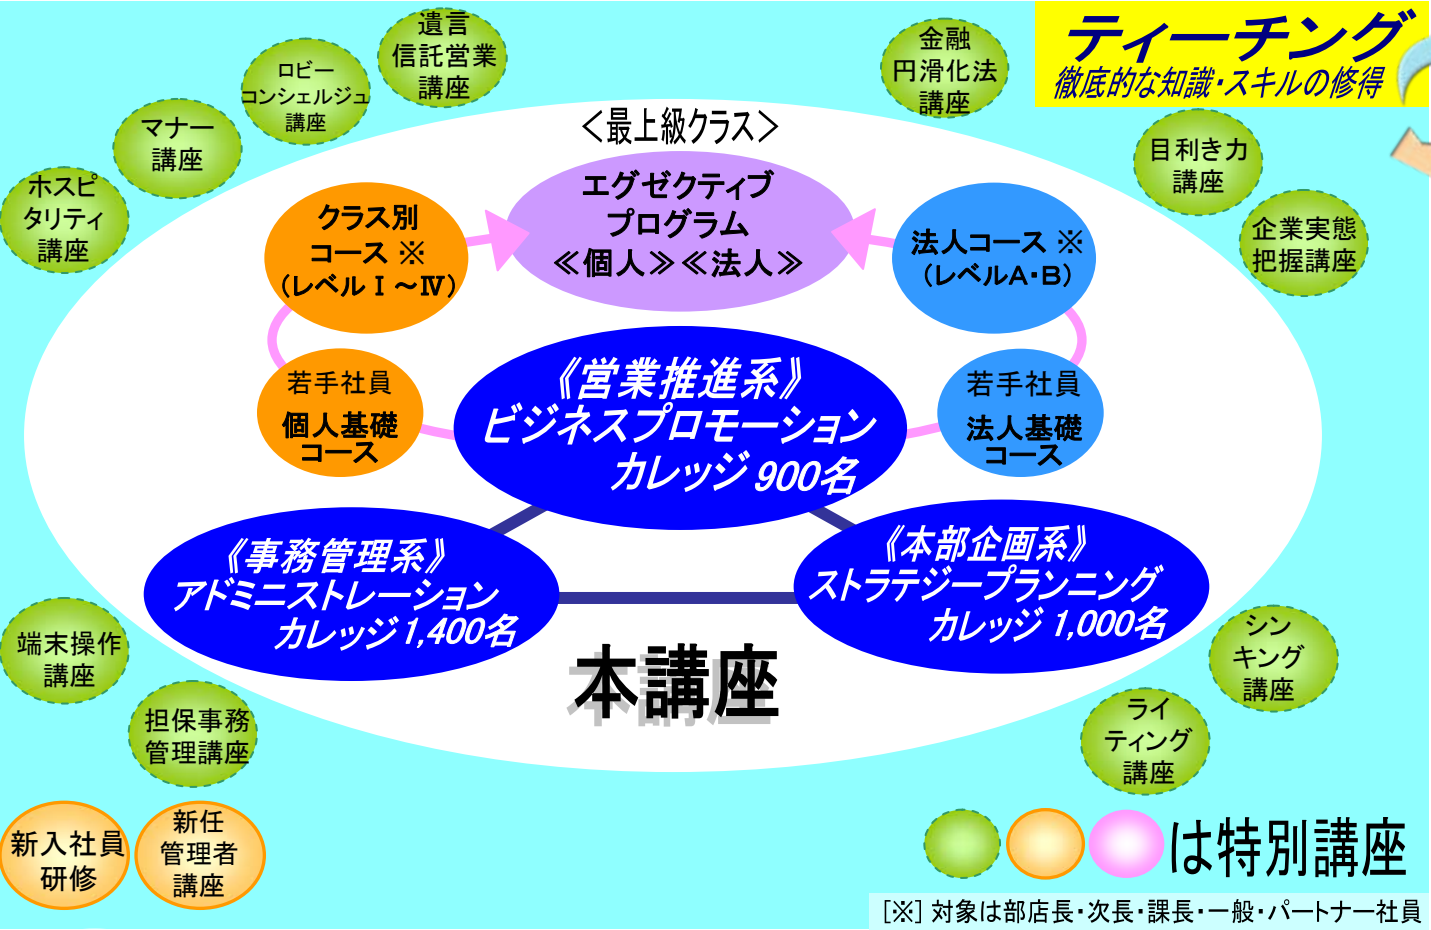 ティーチング
徹底的な知識・スキルの修得
遺言
信託営業
講座
ロビー
コンシェルジュ
講座
マナー
講座
ホスピ
タリティ
講座
金融
円滑化法
講座
目利き力
講座
企業実態
把握講座
＜最上級クラス＞
エグゼクティブ
プログラム
≪個人≫≪法人≫
クラス別
コース ※
（レベルⅠ～Ⅳ）
法人コース ※
（レベルA・B）
若手社員
個人基礎
コース
若手社員
法人基礎
コース
《営業推進系》
ビジネスプロモーション
カレッジ 900名
《事務管理系》
アドミニストレーション
カレッジ 1,400名
《本部企画系》
ストラテジープランニング
カレッジ 1,000名
本講座
端末操作
講座
担保事務
管理講座
新入社員
研修
新任
管理者
講座
シン
キング
講座
ライ
ティング
講座
は特別講座
［※］対象は部店長・次長・課長・一般・パートナー社員